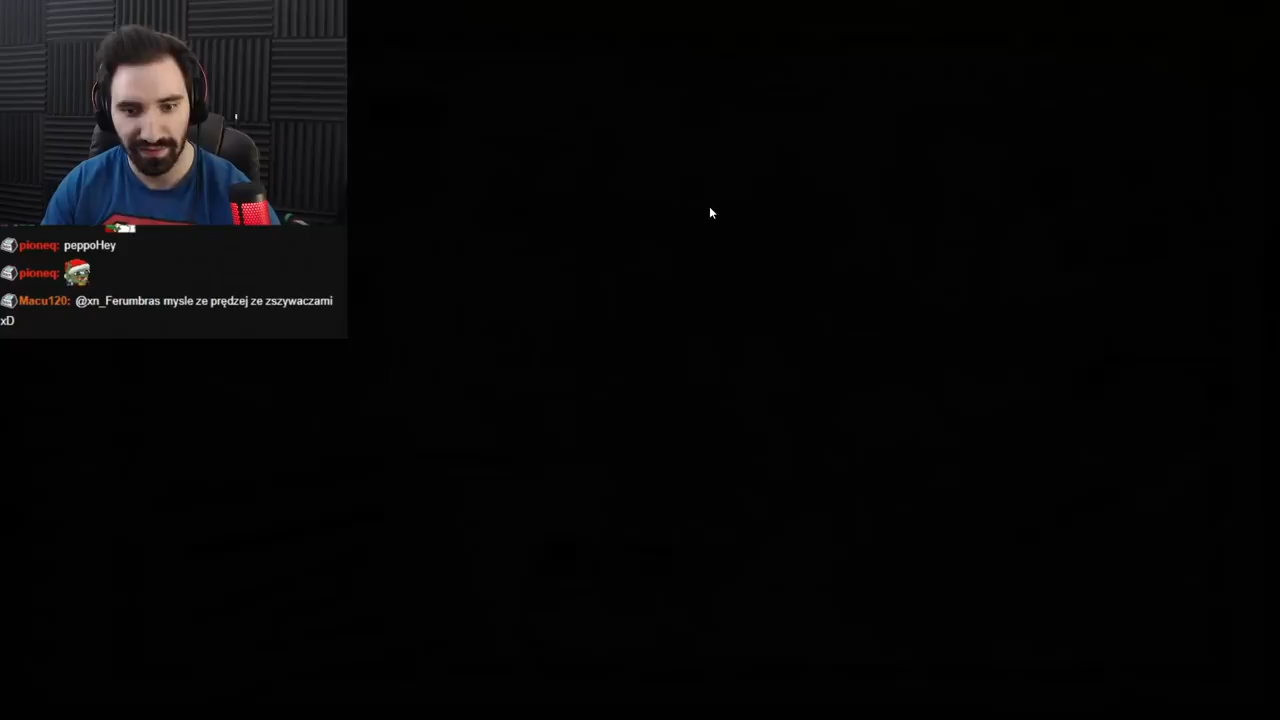 pioneq: peppoHey
pioneq:
Macu120: @xn_Ferumbras mysle ze prędzej ze zszywaczami
xD